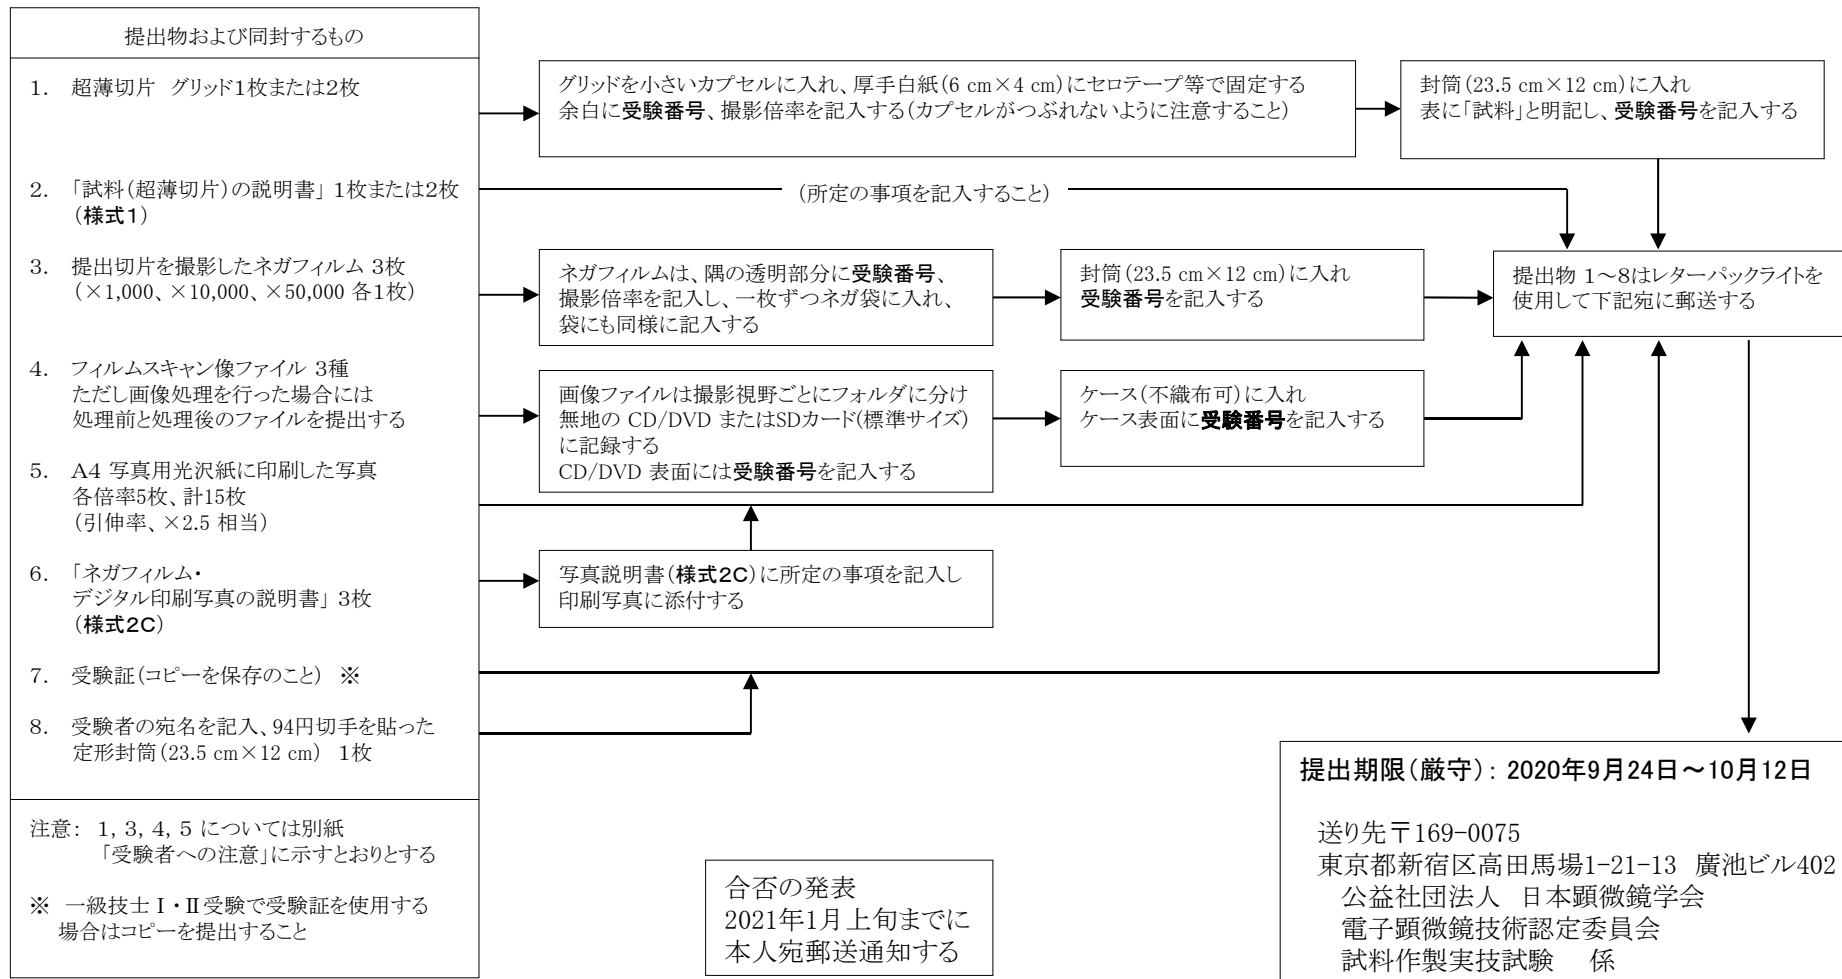 提出物および同封するもの
1. 超薄切片 グリッド1枚または2枚
グリッドを小さいカプセルに入れ、厚手白紙(6 cm×4 cm)にセロテープ等で固定する
余白に受験番号、撮影倍率を記入する(カプセルがつぶれないように注意すること)
封筒(23.5 cm×12 cm)に入れ
表に「試料」と明記し、受験番号を記入する
2. 「試料(超薄切片)の説明書」 1枚または2枚
(様式1)
(所定の事項を記入すること)
3. 提出切片を撮影したネガフィルム 3枚
(×1,000、×10,000、×50,000 各1枚)
ネガフィルムは、隅の透明部分に受験番号、
撮影倍率を記入し、一枚ずつネガ袋に入れ、
袋にも同様に記入する
封筒(23.5 cm×12 cm)に入れ
受験番号を記入する
提出物 1~8はレターパックライトを
使用して下記宛に郵送する
4. フィルムスキャン像ファイル 3種
ただし画像処理を行った場合には
処理前と処理後のファイルを提出する
画像ファイルは撮影視野ごとにフォルダに分け
無地の CD/DVD またはSDカード(標準サイズ)
に記録する
CD/DVD 表面には受験番号を記入する
ケース(不織布可)に入れ
ケース表面に受験番号を記入する
5. A4 写真用光沢紙に印刷した写真
各倍率5枚、計15枚
(引伸率、×2.5 相当)
6. 「ネガフィルム・
デジタル印刷写真の説明書」 3枚
(様式2C)
写真説明書(様式2C)に所定の事項を記入し
印刷写真に添付する
7. 受験証(コピーを保存のこと) ※
8. 受験者の宛名を記入、94円切手を貼った
定形封筒(23.5 cm×12 cm) 1枚
注意: 1, 3, 4, 5 については別紙
「受験者への注意」に示すとおりとする
※ 一級技士 I・II 受験で受験証を使用する
場合はコピーを提出すること
合否の発表
2021年1月上旬までに
本人宛郵送通知する
提出期限(厳守): 2020年9月24日~10月12日
送り先〒169-0075
東京都新宿区高田馬場1-21-13 廣池ビル402
公益社団法人 日本顕微鏡学会
電子顕微鏡技術認定委員会
試料作製実技試験 係